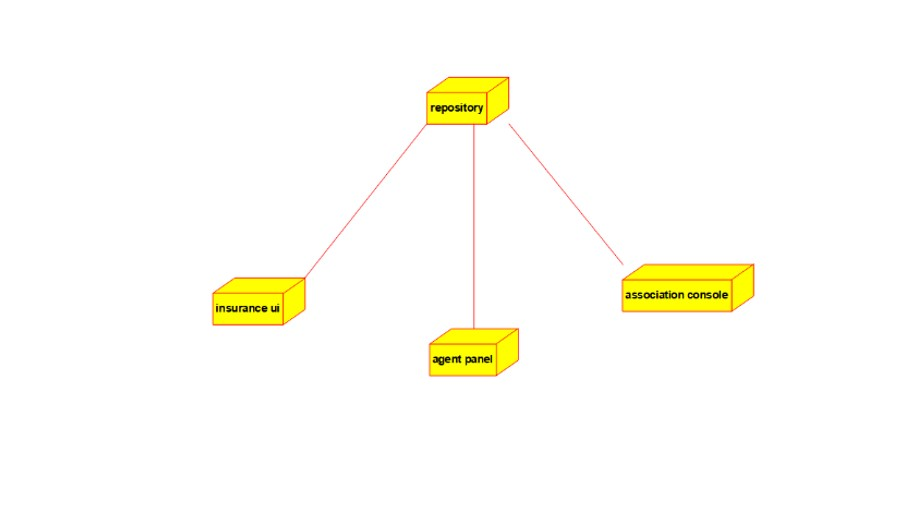 repository
insurance ui
association console
agent panel